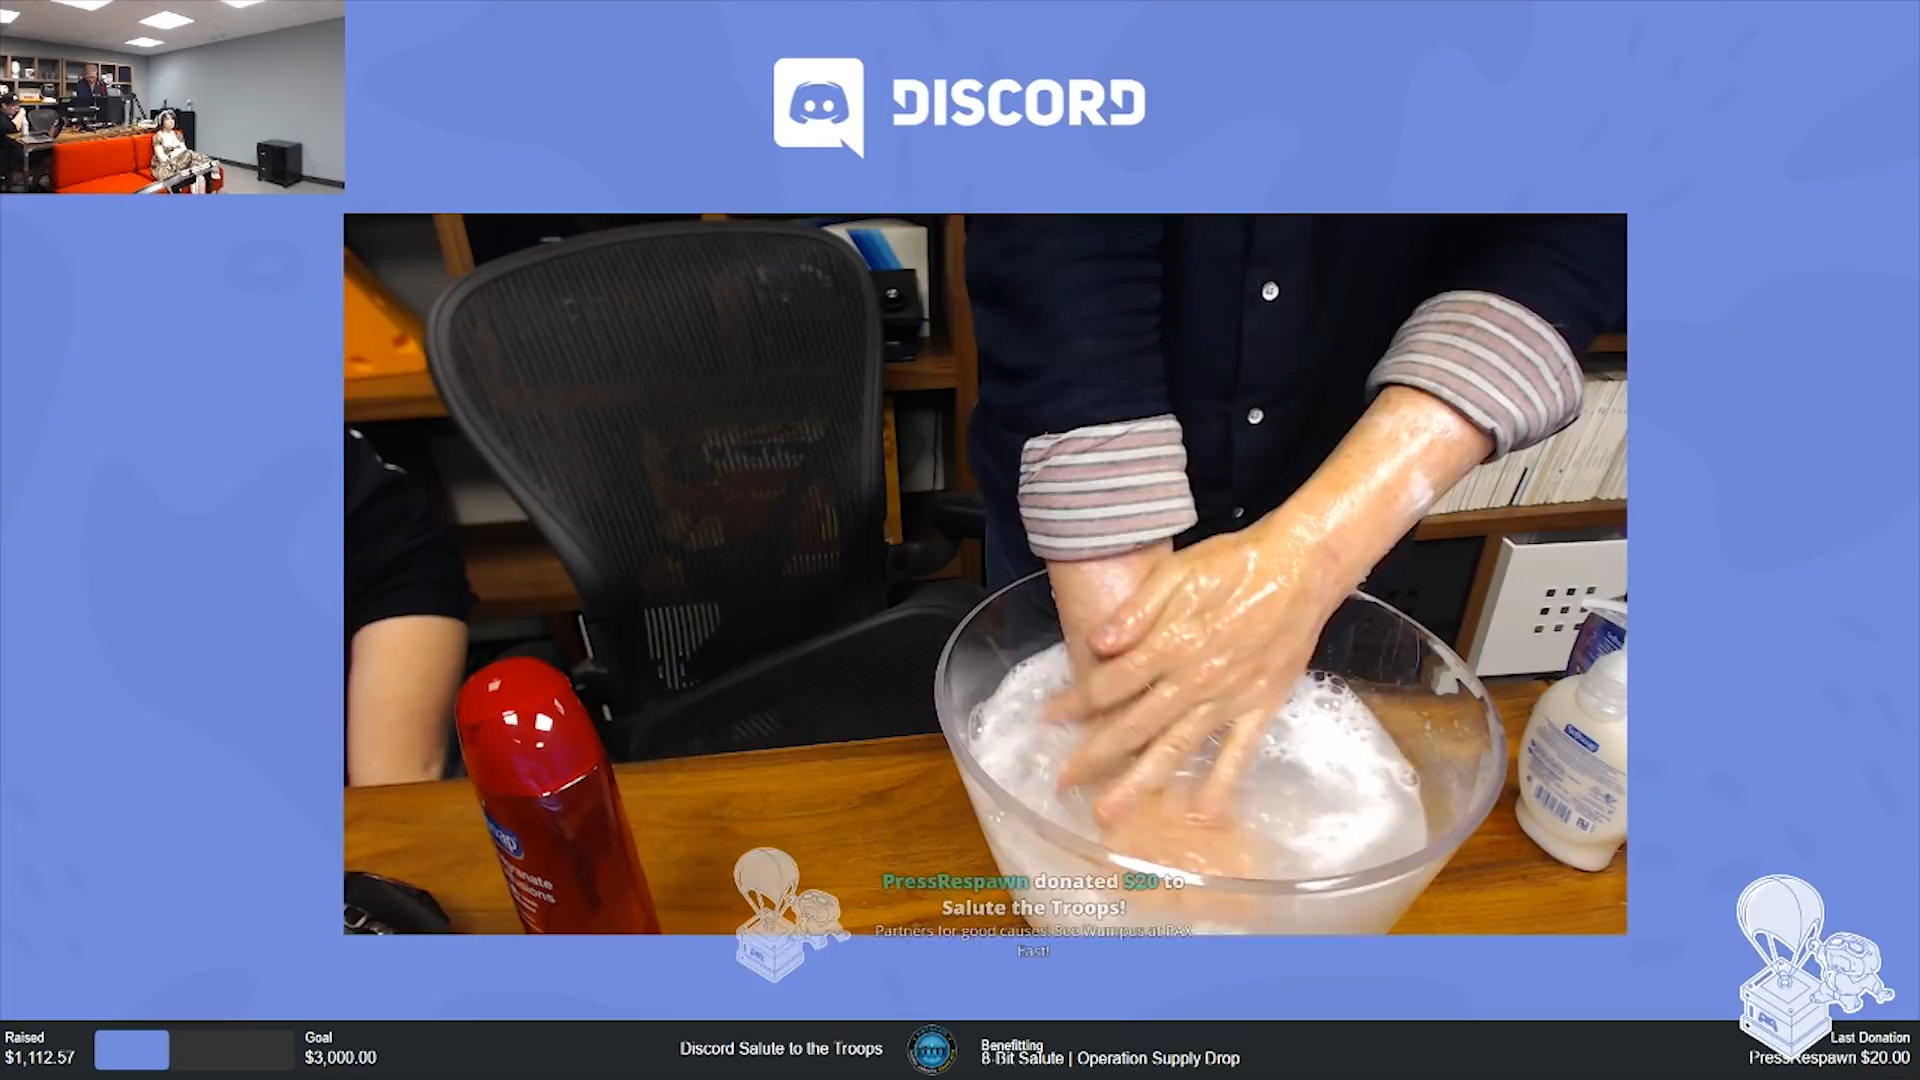 DISCORD
PressRespawn donated $20 to
Salute the Troops!
Partners for good causes! See Wumpus at PAX
East!
Raised
$1,112.57
Goal
$3,000.00
Discord Salute to the Troops
Benefitting
8 Bit Salute | Operation Supply Drop
Last Donation
PressRespawn $20.00